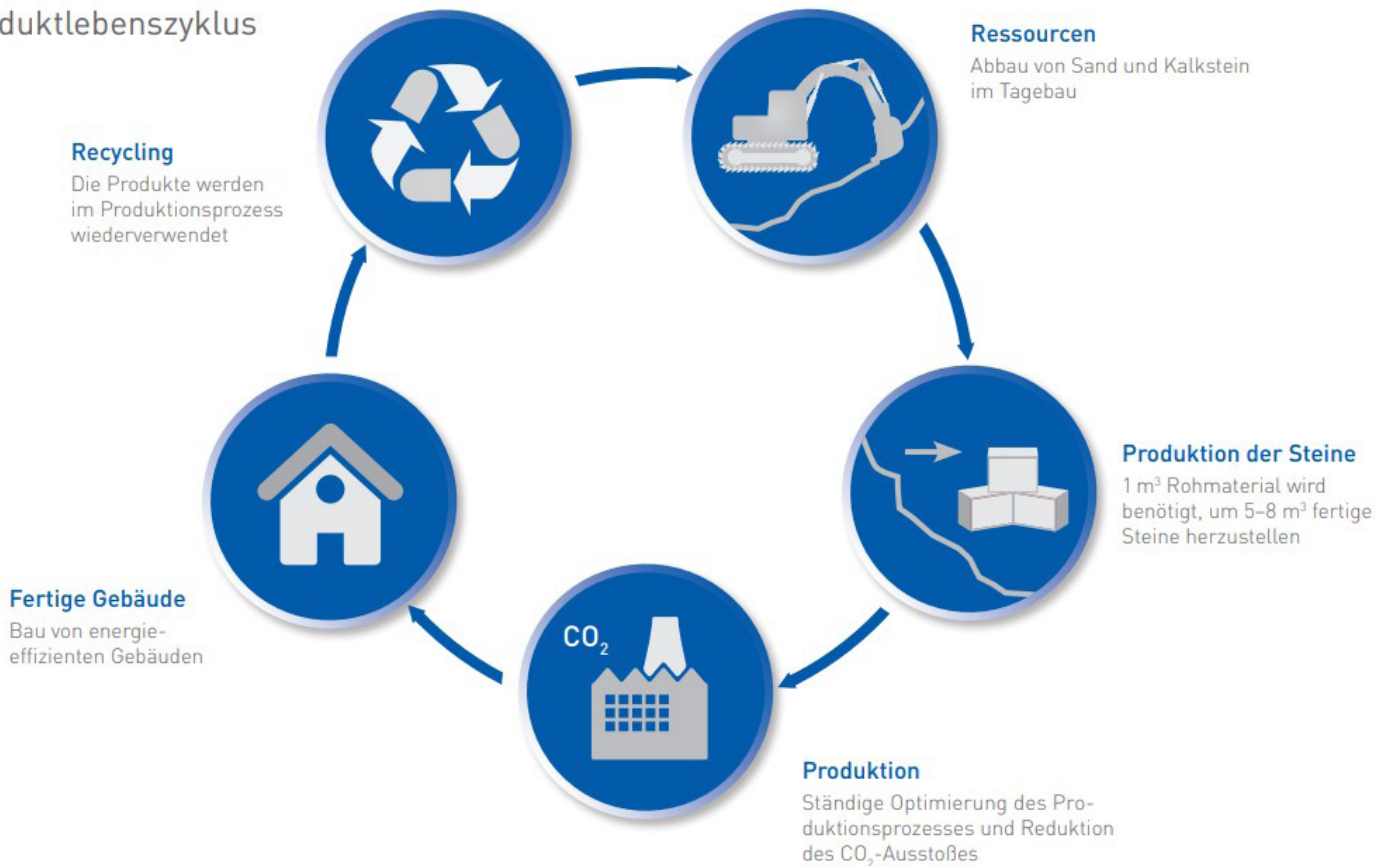 duktlebenszyklus
Ressourcen
Abbau von Sand und Kalkstein
im Tagebau
Recycling
Die Produkte werden
im Produktionsprozess
wiederverwendet
Produktion der Steine
1 m³ Rohmaterial wird
benötigt, um 5–8 m³ fertige
Steine herzustellen
Fertige Gebäude
Bau von energie-
effizienten Gebäuden
CO₂
Produktion
Ständige Optimierung des Pro-
duktionsprozesses und Reduktion
des CO₂-Ausstoßes